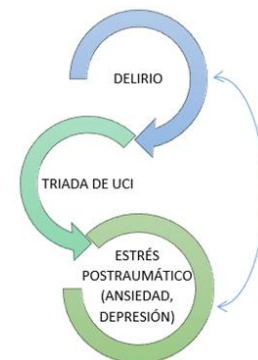 DELIRIO
TRIADA DE UCI
ESTRÉS
POSTRAUMÁTICO
(ANSIEDAD,
DEPRESIÓN)